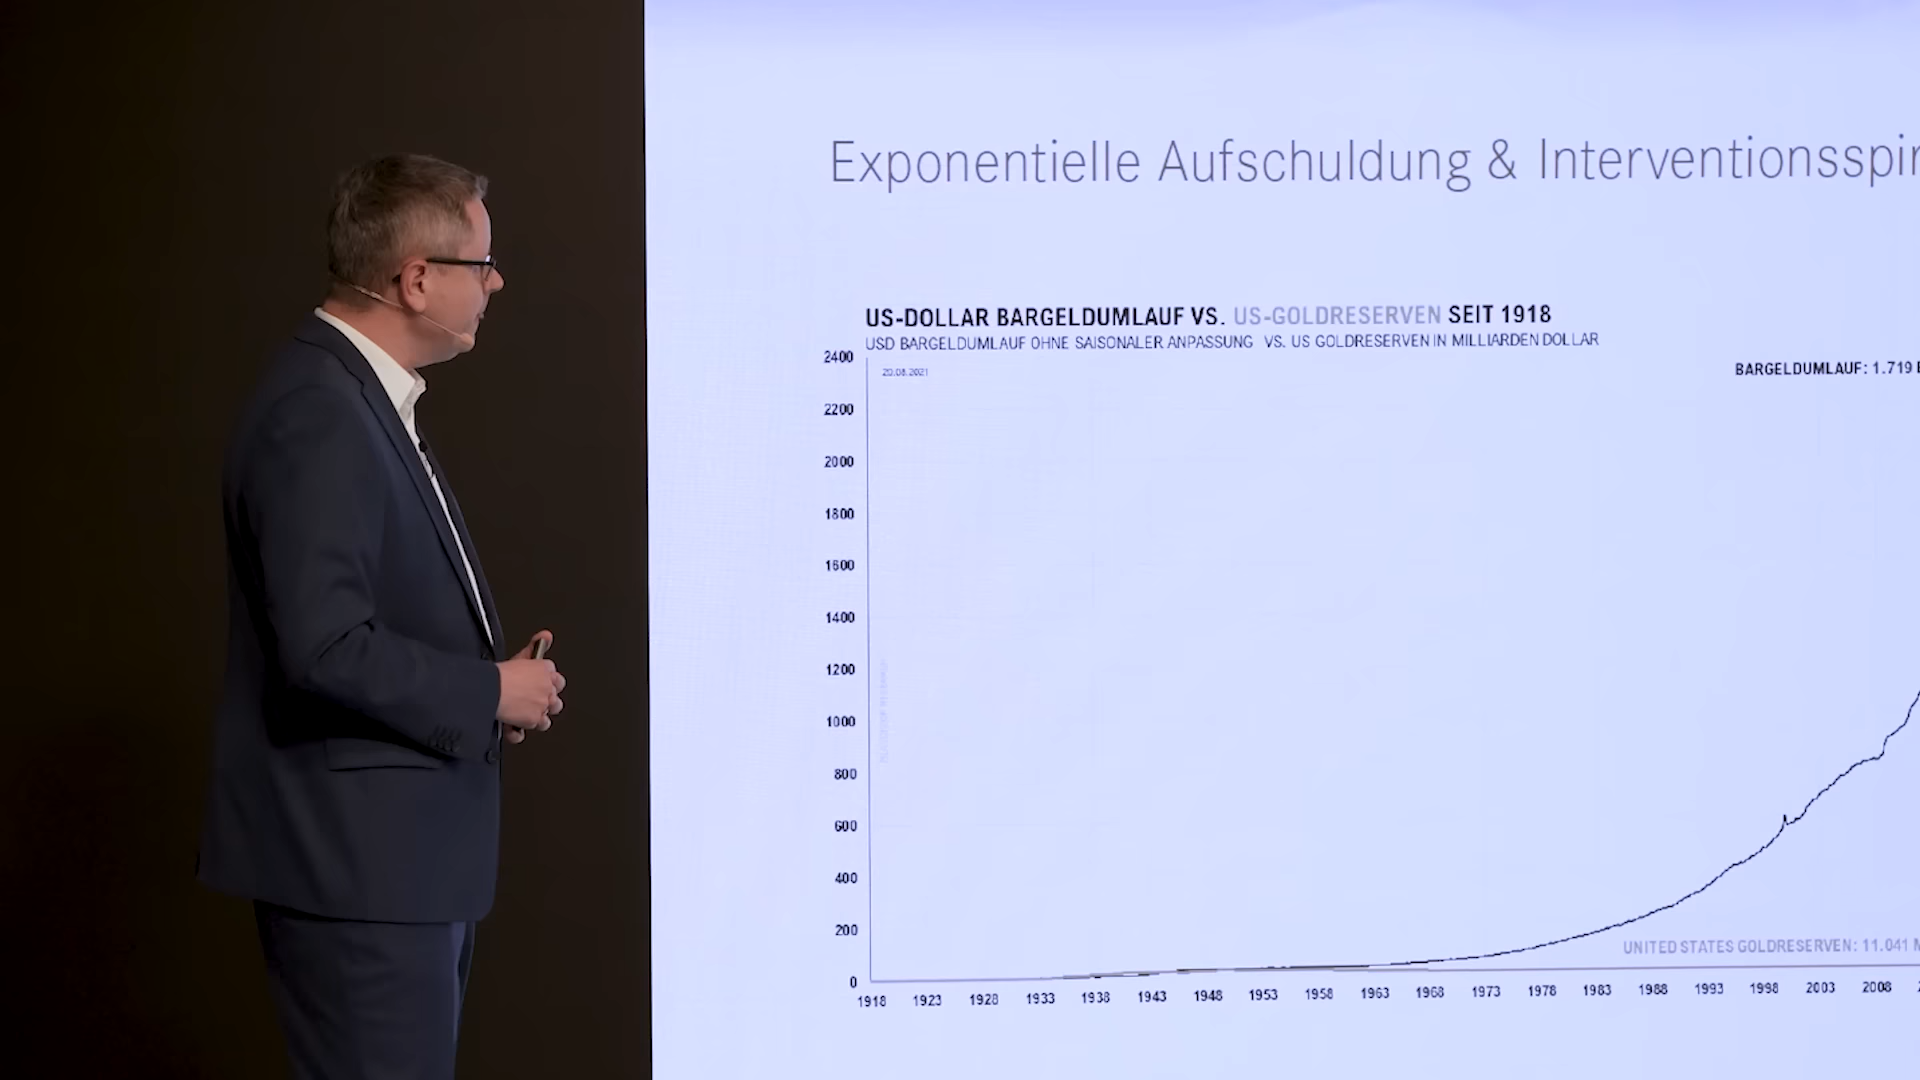 Exponentielle Aufschuldung & Interventionsspir
US-DOLLAR BARGELDUMLAUF VS. US-GOLDRESERVEN SEIT 1918
USD BARGELDUMLAUF OHNE SAISONALER ANPASSUNG VS. US GOLDRESERVEN IN MILLIARDEN DOLLAR
20.08.2021
BARGELDUMLAUF: 1.719
2400
2200
2000
1800
1600
1400
1200
1000
800
600
400
200
0
UNITED STATES GOLDRESERVEN: 11.041 M
1918 1923 1928 1933 1938 1943 1948 1953 1958 1963 1968 1973 1978 1983 1988 1993 1998 2003 2008